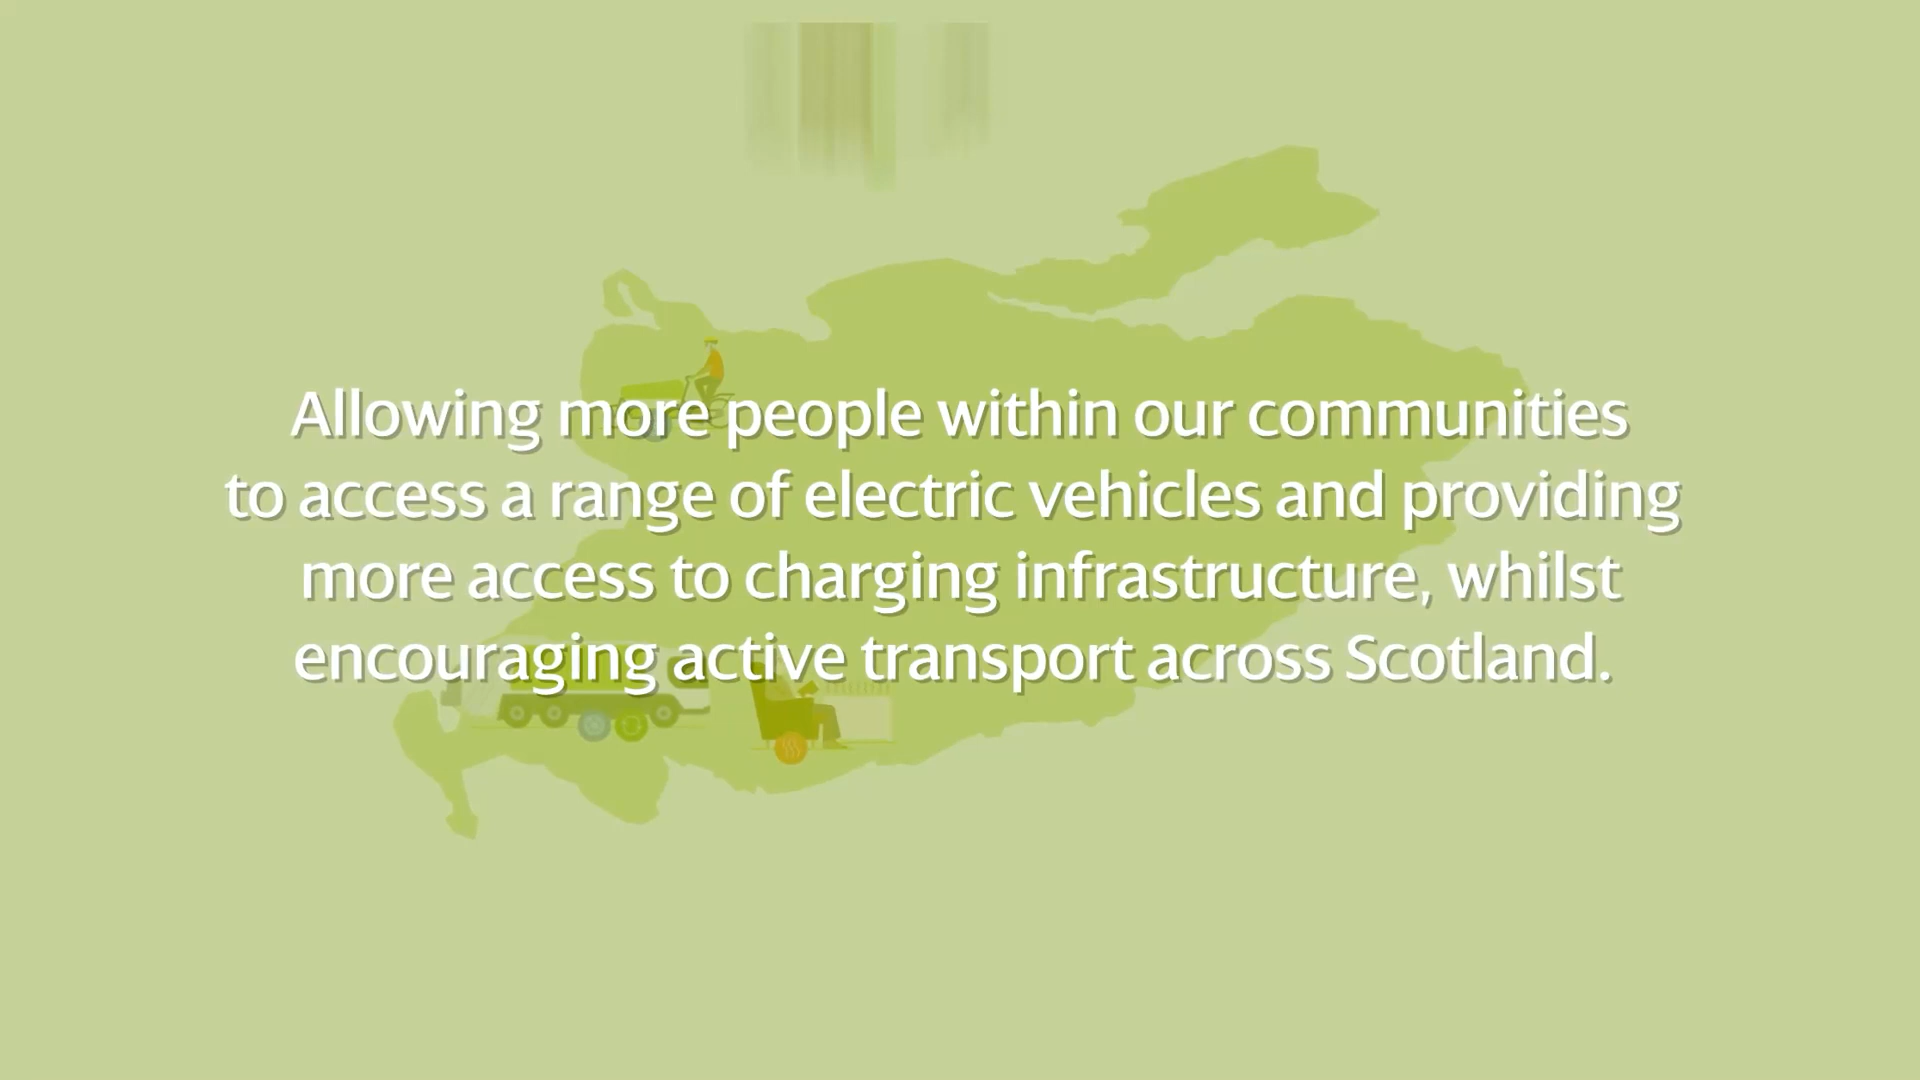 Allowing more people within our communities
to access a range of electric vehicles and providing
more access to charging infrastructure, whilst
encouraging active transport across Scotland.